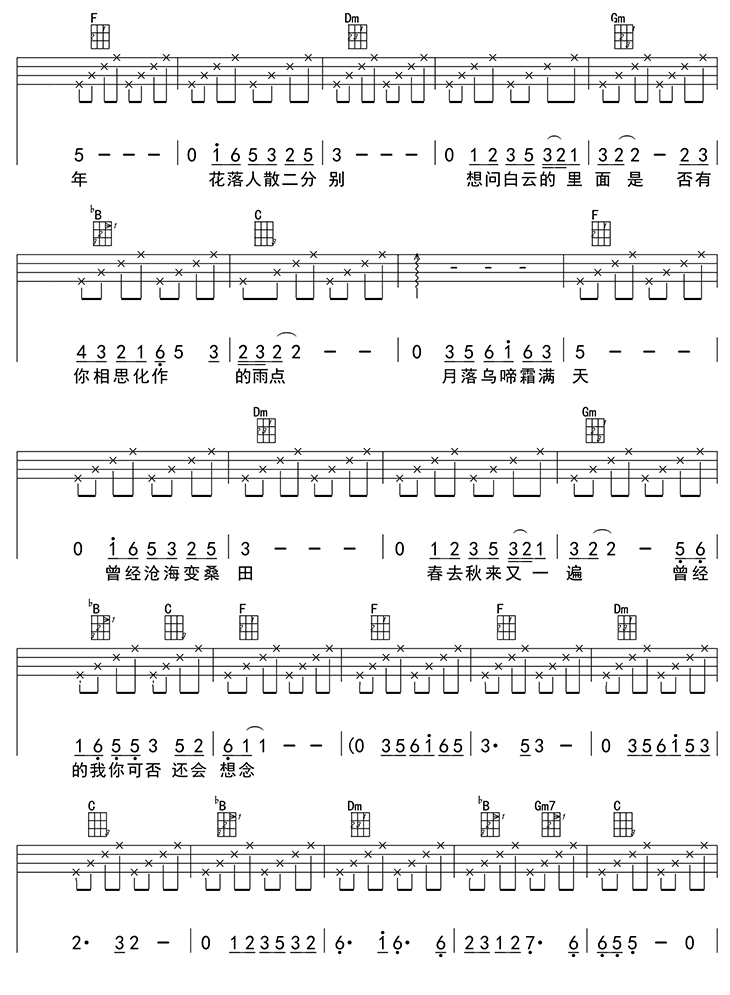 F Dm Gm
5 - - - | 0 1 6 5 3 2 5 | 3 - - - | 0 1 2 3 5 3 2 1 | 3 2 2 - 2 3
年 花落人散二分别 想问白云的里面是否有
♭B C F
4 3 2 1 6 5 3 | 2 3 2 2 - - | 0 3 5 6 1 6 3 | 5 - - -
你相思化作 的雨点 月落乌啼霜满天
Dm Gm
0 1 6 5 3 2 5 | 3 - - - | 0 1 2 3 5 3 2 1 | 3 2 2 - 5 6
曾经沧海变桑田 春去秋来又一遍 曾经
♭B C F F F Dm
1 6 5 5 3 5 2 | 6 1 1 - - | (0 3 5 6 1 6 5 | 3· 5 3 - | 0 3 5 6 1 5 3
的我你可否还会想念
C ♭B Dm ♭B Gm7 C
2· 3 2 - | 0 1 2 3 5 3 2 | 6· 1 6· 6 | 2 3 1 2 7· 6 | 6 5 5 - 0